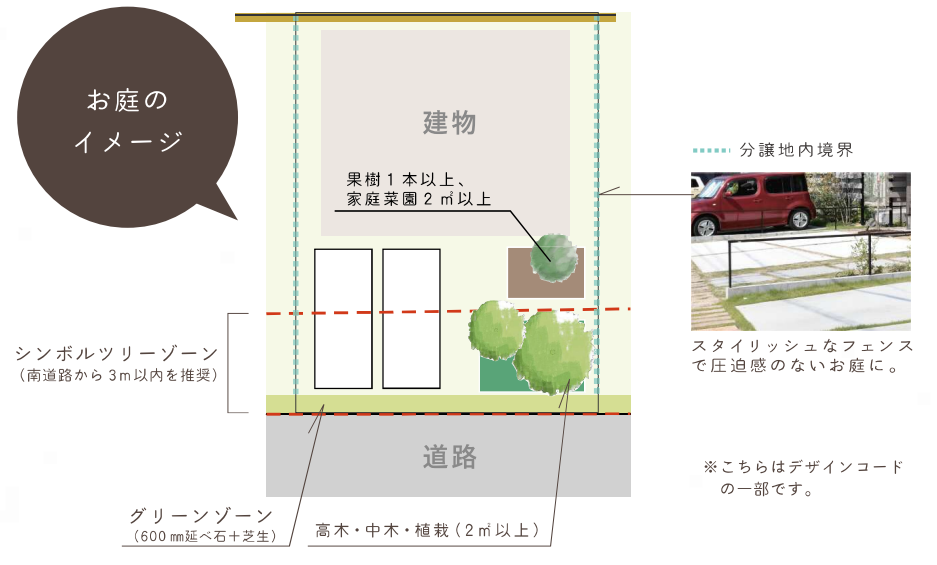 お庭の
イメージ
建物
果樹1本以上、
家庭菜園2㎡以上
分譲地内境界
スタイリッシュなフェンス
で圧迫感のないお庭に。
シンボルツリーゾーン
（南道路から3m以内を推奨）
道路
グリーンゾーン
（600㎜延べ石＋芝生）
高木・中木・植栽（2㎡以上）
※こちらはデザインコード
の一部です。